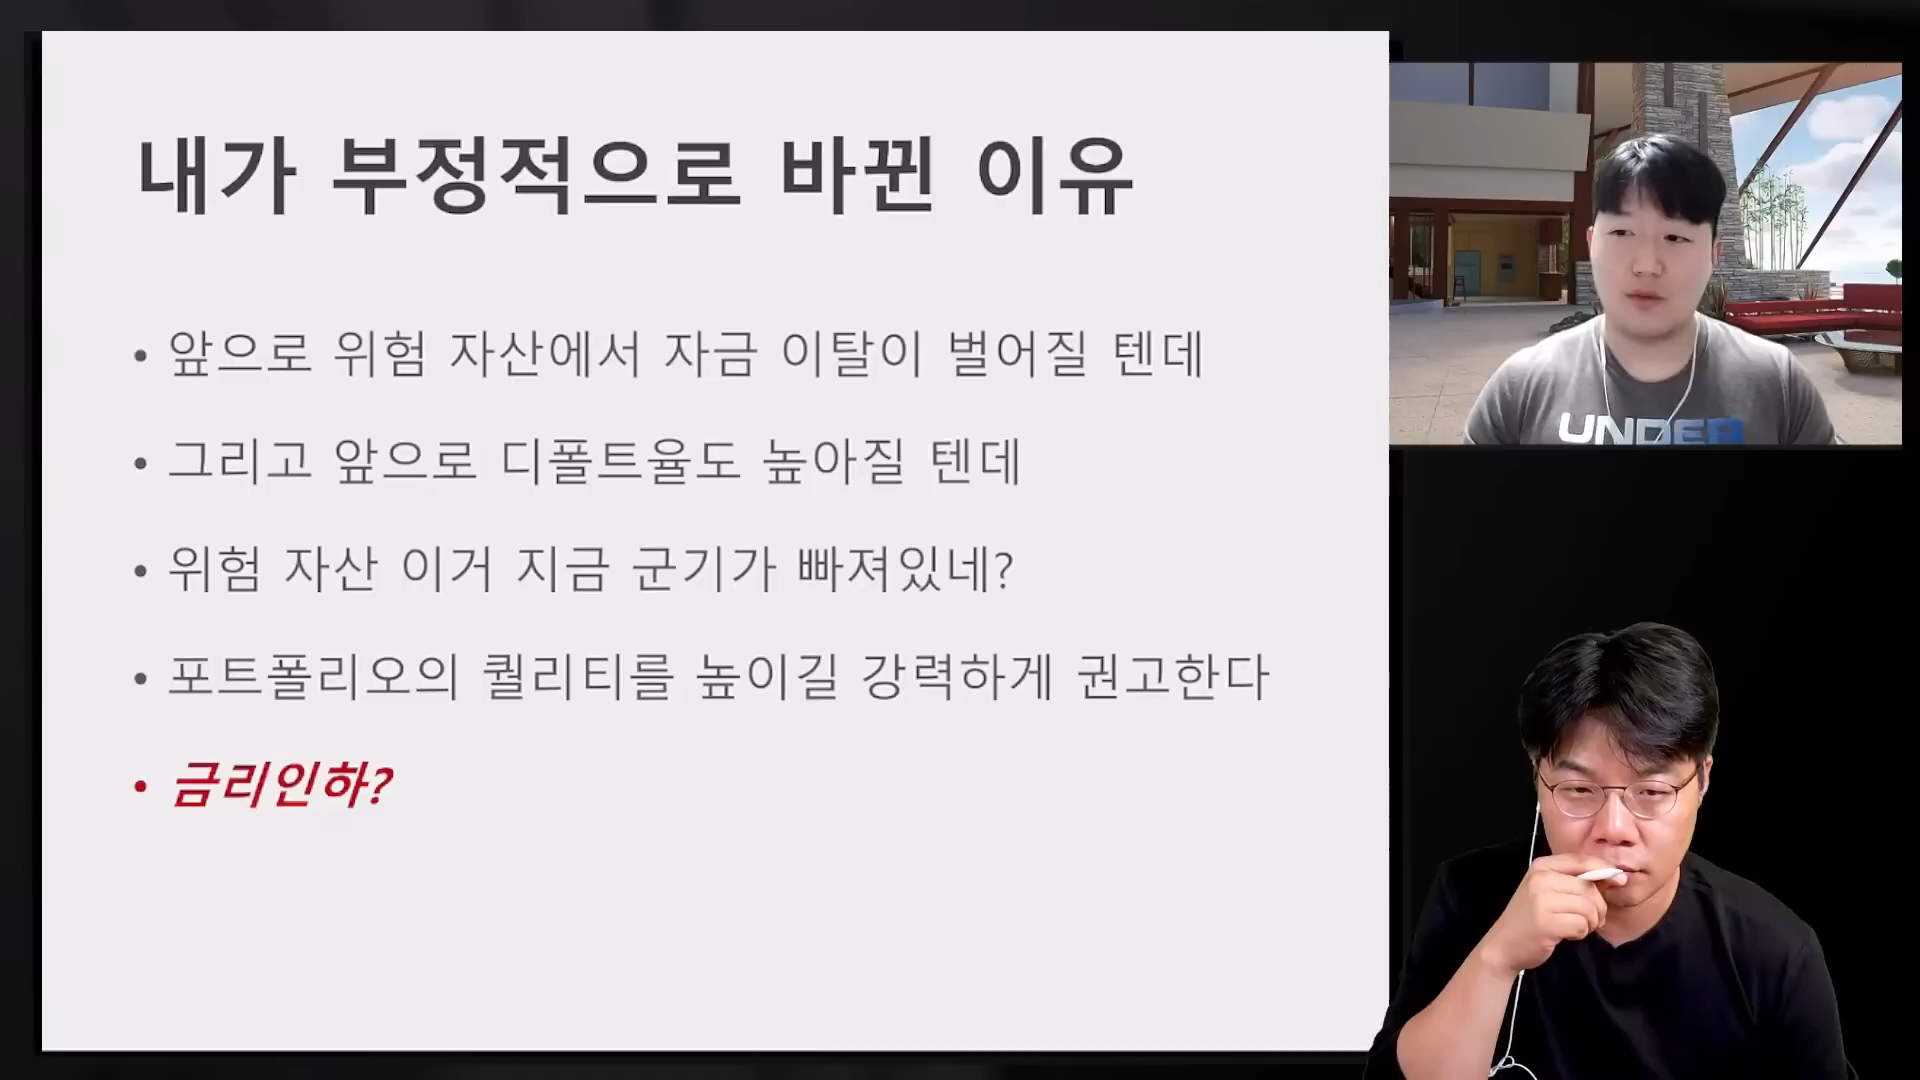 내가 부정적으로 바뀐 이유
• 앞으로 위험 자산에서 자금 이탈이 벌어질 텐데
• 그리고 앞으로 디폴트율도 높아질 텐데
• 위험 자산 이거 지금 군기가 빠져있네?
• 포트폴리오의 퀄리티를 높이길 강력하게 권고한다
• 금리인하?
UNDER